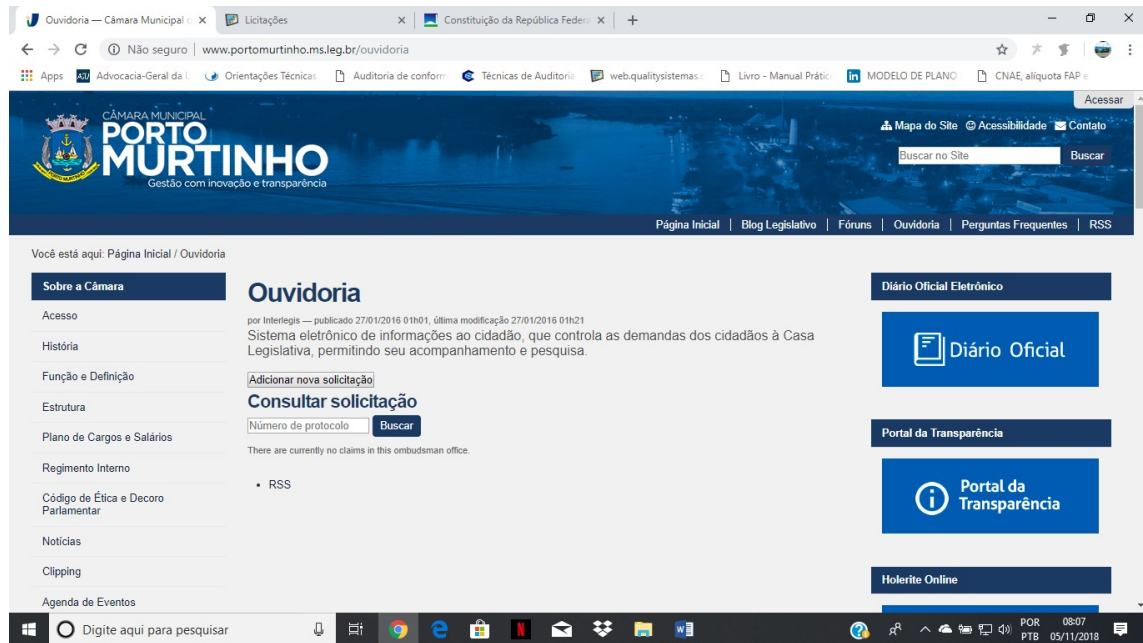 Ouvidoria — Câmara Municipal
Licitações
Constituição da República Feder
Não seguro | www.portomurtinho.ms.leg.br/ouvidoria
Apps
Advocacia-Geral da
Orientações Técnicas
Auditoria de conform
Técnicas de Auditoria
web.qualitysistemas.
Livro - Manual Prátic
MODELO DE PLANO
CNAE, alíquota FAP e
Acessar
CÂMARA MUNICIPAL
PORTO
MURTINHO
Gestão com inovação e transparência
Mapa do Site Acessibilidade Contato
Buscar no Site Buscar
Página Inicial | Blog Legislativo | Fóruns | Ouvidoria | Perguntas Frequentes | RSS
Você está aqui: Página Inicial / Ouvidoria
Sobre a Câmara
Acesso
História
Função e Definição
Estrutura
Plano de Cargos e Salários
Regimento Interno
Código de Ética e Decoro
Parlamentar
Notícias
Clipping
Agenda de Eventos
Ouvidoria
por Interlegis — publicado 27/01/2016 01h01, última modificação 27/01/2016 01h21
Sistema eletrônico de informações ao cidadão, que controla as demandas dos cidadãos à Casa
Legislativa, permitindo seu acompanhamento e pesquisa.
Adicionar nova solicitação
Consultar solicitação
Número de protocolo Buscar
There are currently no claims in this ombudsman office.
• RSS
Diário Oficial Eletrônico
Diário Oficial
Portal da Transparência
Portal da
Transparência
Holerite Online
Digite aqui para pesquisar
POR
PTB
08:07
05/11/2018